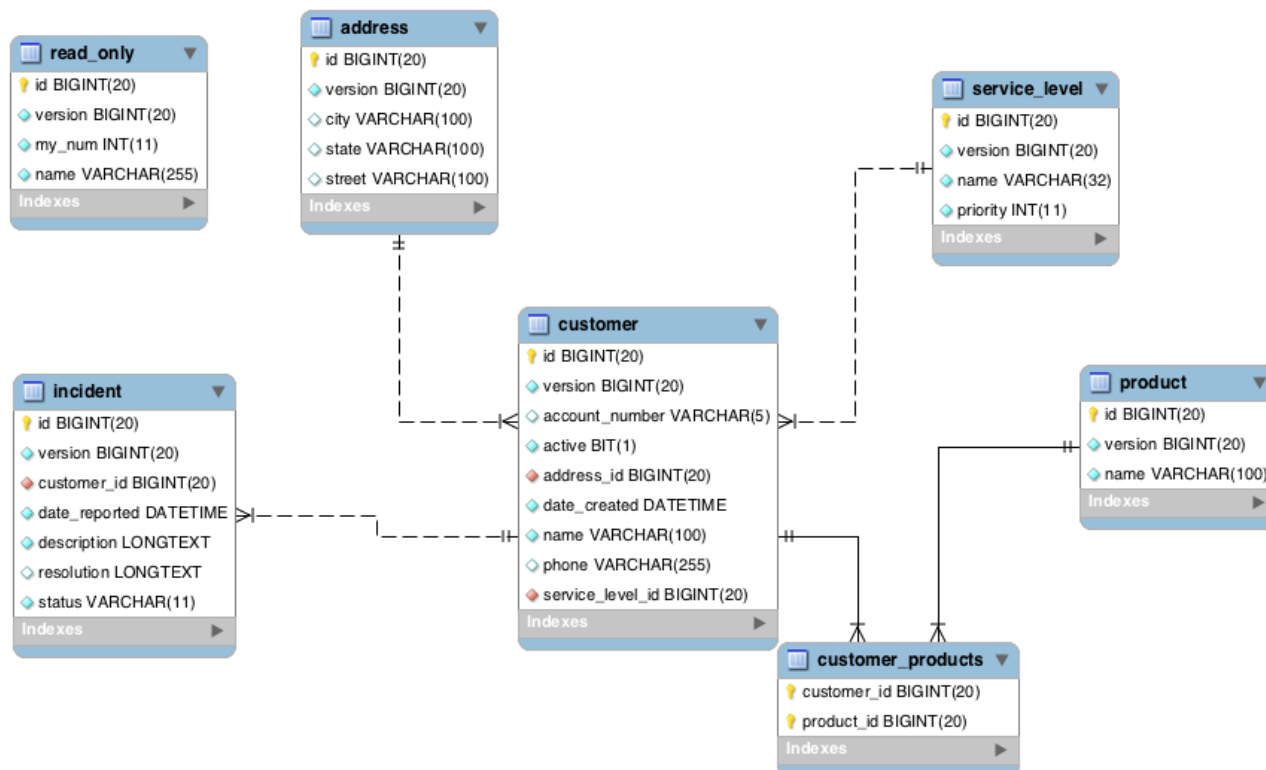 read_only
id BIGINT(20)
version BIGINT(20)
my_num INT(11)
name VARCHAR(255)
Indexes
address
id BIGINT(20)
version BIGINT(20)
city VARCHAR(100)
state VARCHAR(100)
street VARCHAR(100)
Indexes
service_level
id BIGINT(20)
version BIGINT(20)
name VARCHAR(32)
priority INT(11)
Indexes
customer
id BIGINT(20)
version BIGINT(20)
account_number VARCHAR(5)
active BIT(1)
address_id BIGINT(20)
date_created DATETIME
name VARCHAR(100)
phone VARCHAR(255)
service_level_id BIGINT(20)
Indexes
incident
id BIGINT(20)
version BIGINT(20)
customer_id BIGINT(20)
date_reported DATETIME
description LONGTEXT
resolution LONGTEXT
status VARCHAR(11)
Indexes
product
id BIGINT(20)
version BIGINT(20)
name VARCHAR(100)
Indexes
customer_products
customer_id BIGINT(20)
product_id BIGINT(20)
Indexes